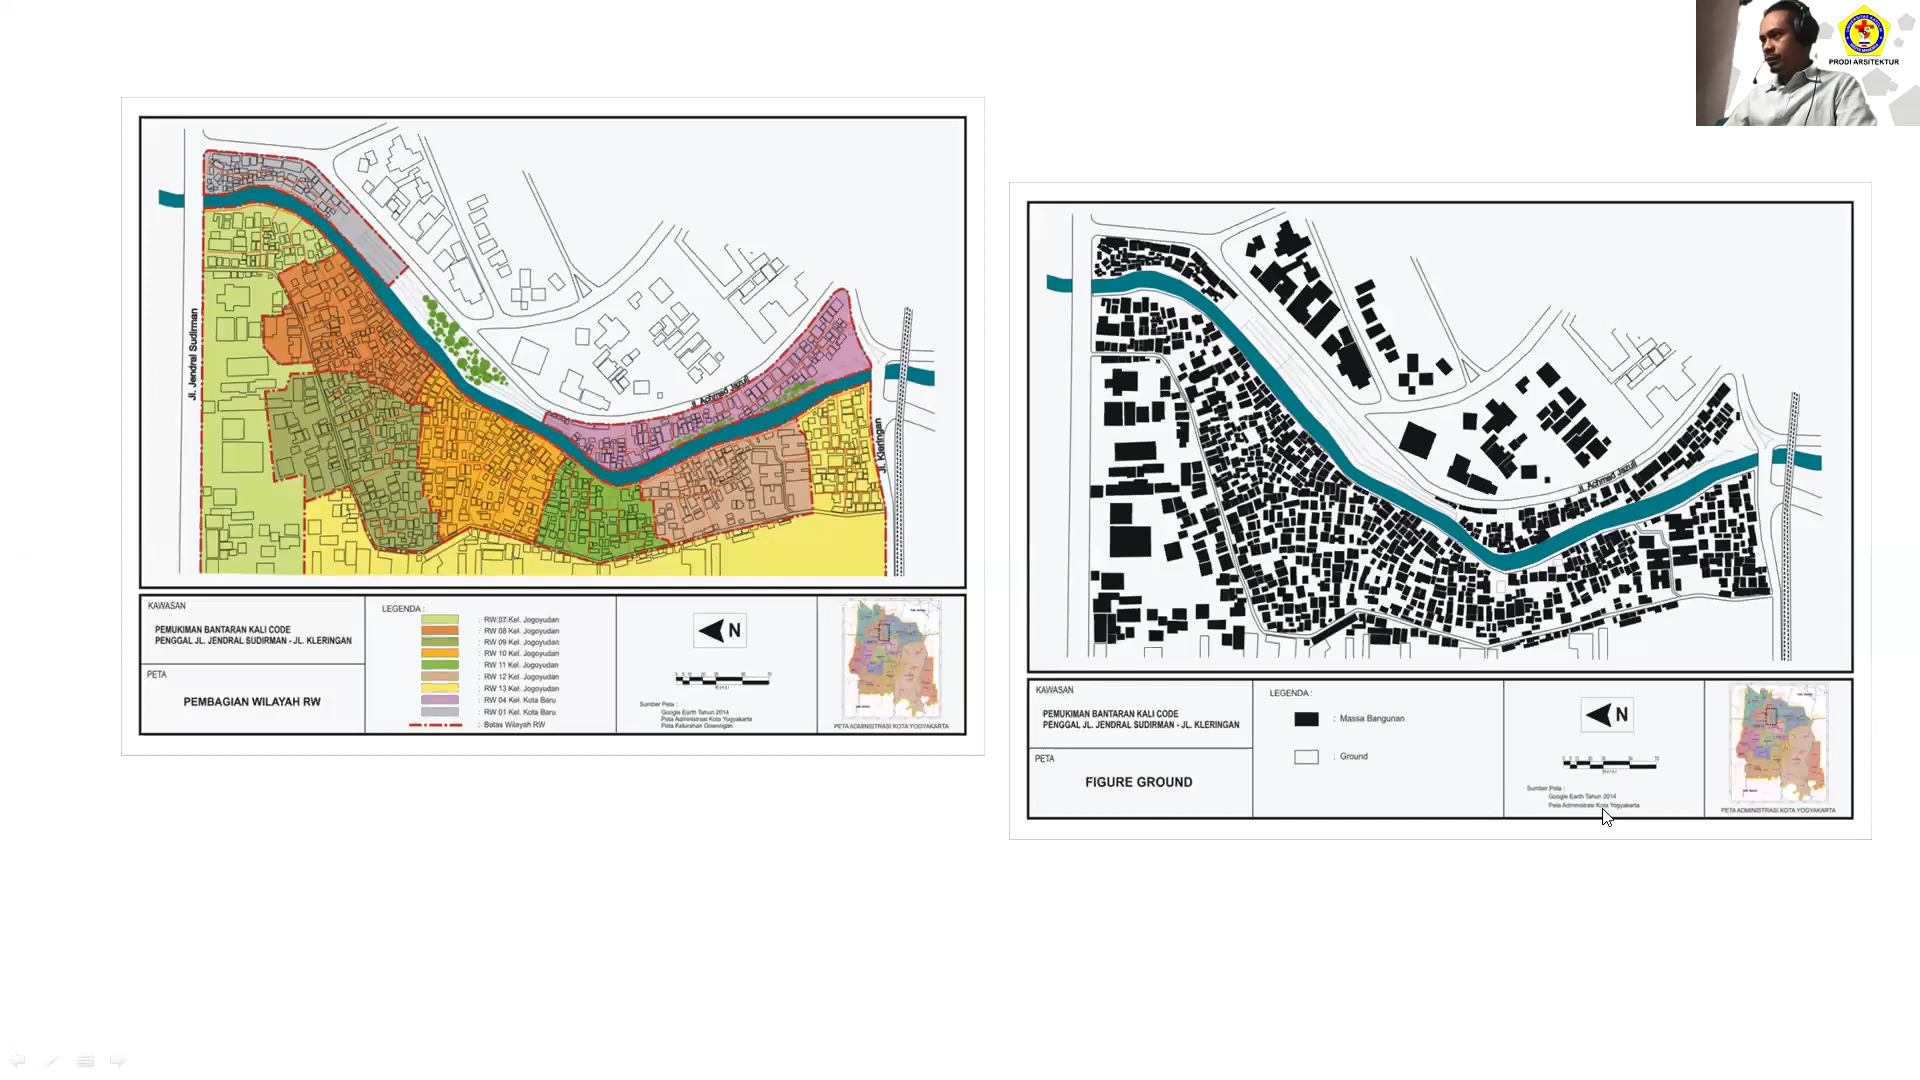 PRODI ARSITEKTUR
Jl. Jendral Sudirman
Jl. Achmad Jazuli
Jl. Kleringan
KAWASAN
PEMUKIMAN BANTARAN KALI CODE
PENGGAL JL. JENDRAL SUDIRMAN - JL. KLERINGAN
PETA
PEMBAGIAN WILAYAH RW
LEGENDA :
: RW 07 Kel. Jogoyudan
: RW 08 Kel. Jogoyudan
: RW 09 Kel. Jogoyudan
: RW 10 Kel. Jogoyudan
: RW 11 Kel. Jogoyudan
: RW 12 Kel. Jogoyudan
: RW 13 Kel. Jogoyudan
: RW 04 Kel. Kota Baru
: RW 01 Kel. Kota Baru
: Batas Wilayah RW
N
Sumber Peta :
Google Earth Tahun 2014
Peta Administrasi Kota Yogyakarta
Peta Kelurahan Gowongan
PETA ADMINISTRASI KOTA YOGYAKARTA
Jl. Achmad Jazuli
KAWASAN
PEMUKIMAN BANTARAN KALI CODE
PENGGAL JL. JENDRAL SUDIRMAN - JL. KLERINGAN
PETA
FIGURE GROUND
LEGENDA :
: Massa Bangunan
: Ground
N
Sumber Peta :
Google Earth Tahun 2014
Peta Administrasi Kota Yogyakarta
PETA ADMINISTRASI KOTA YOGYAKARTA